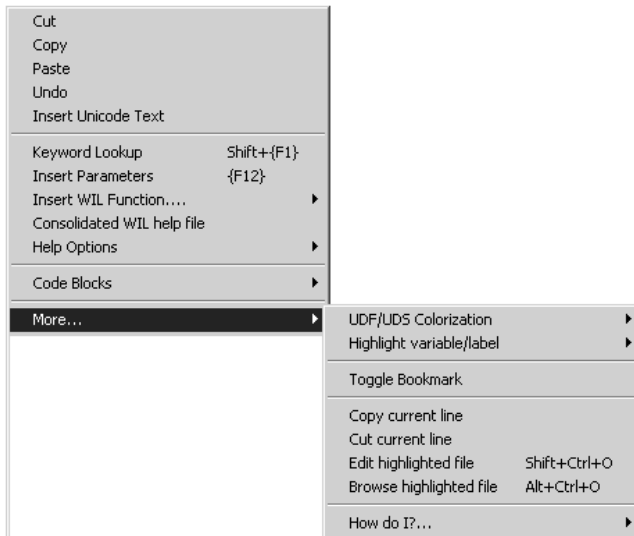 Cut
Copy
Paste
Undo
Insert Unicode Text
Keyword Lookup Shift+{F1}
Insert Parameters {F12}
Insert WIL Function....
Consolidated WIL help file
Help Options
Code Blocks
More...
UDF/UDS Colorization
Highlight variable/label
Toggle Bookmark
Copy current line
Cut current line
Edit highlighted file Shift+Ctrl+O
Browse highlighted file Alt+Ctrl+O
How do I?...